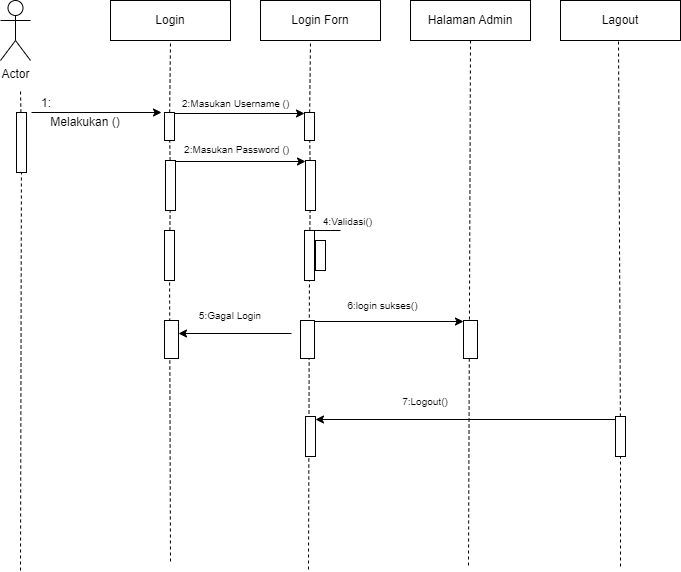 Login
Login Forn
Halaman Admin
Lagout
Actor
1:
Melakukan ()
2:Masukan Username ()
2:Masukan Password ()
4:Validasi()
5:Gagal Login
6:login sukses()
7:Logout()